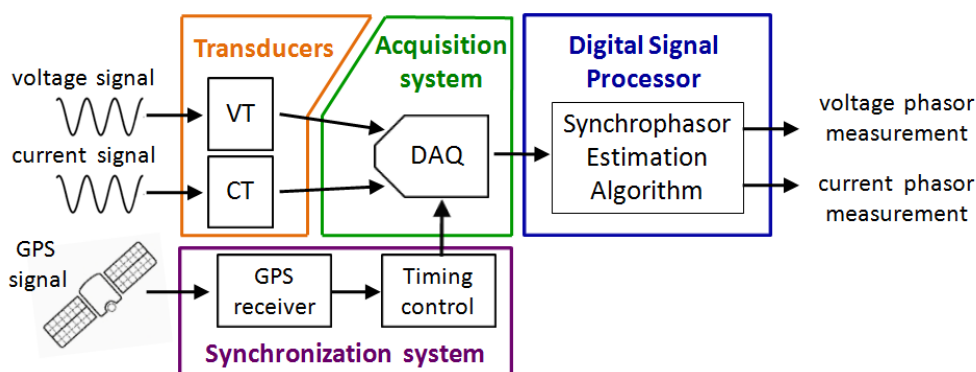 Transducers
Acquisition
system
Digital Signal
Processor
voltage signal
VT
current signal
CT
DAQ
Synchrophasor
Estimation
Algorithm
voltage phasor
measurement
current phasor
measurement
GPS
signal
GPS
receiver
Timing
control
Synchronization system